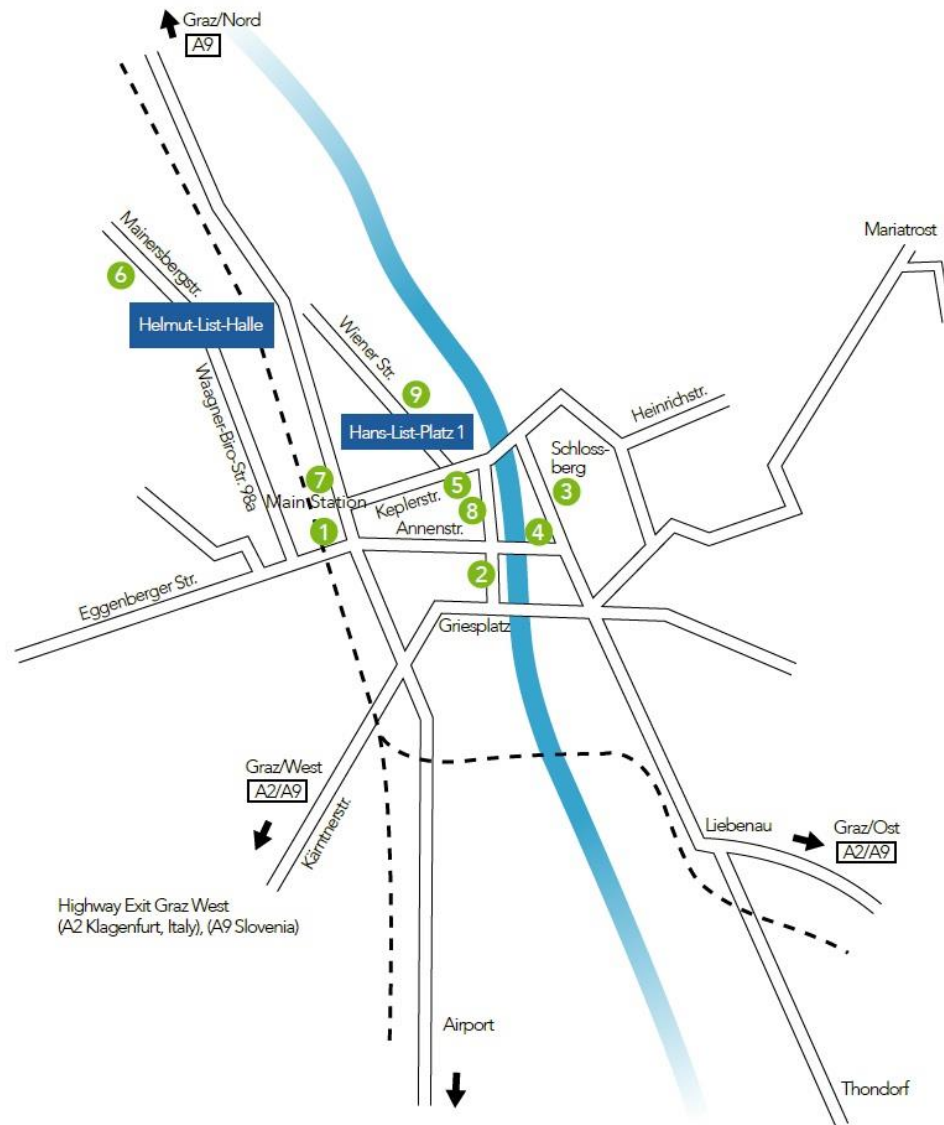 Graz/Nord
A9
Mariatrost
Mainersbergstr.
6
Helmut-List-Halle
Wiener Str.
9
Heinrichstr.
Waagner-Biro-Str. 98a
Hans-List-Platz 1
Schloss-
berg
3
7
Main Station
5
Keplerstr.
8
1
Annenstr.
4
2
Eggenberger Str.
Griesplatz
Graz/West
A2/A9
Kärntnerstr.
Liebenau
Graz/Ost
A2/A9
Highway Exit Graz West
(A2 Klagenfurt, Italy), (A9 Slovenia)
Airport
Thondorf